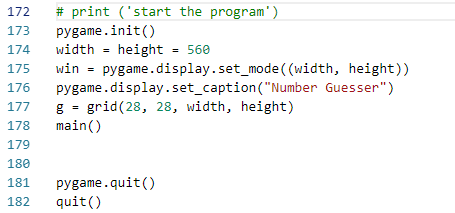 172 # print ('start the program')
173 pygame.init()
174 width = height = 560
175 win = pygame.display.set_mode((width, height))
176 pygame.display.set_caption("Number Guesser")
177 g = grid(28, 28, width, height)
178 main()
179
180
181 pygame.quit()
182 quit()